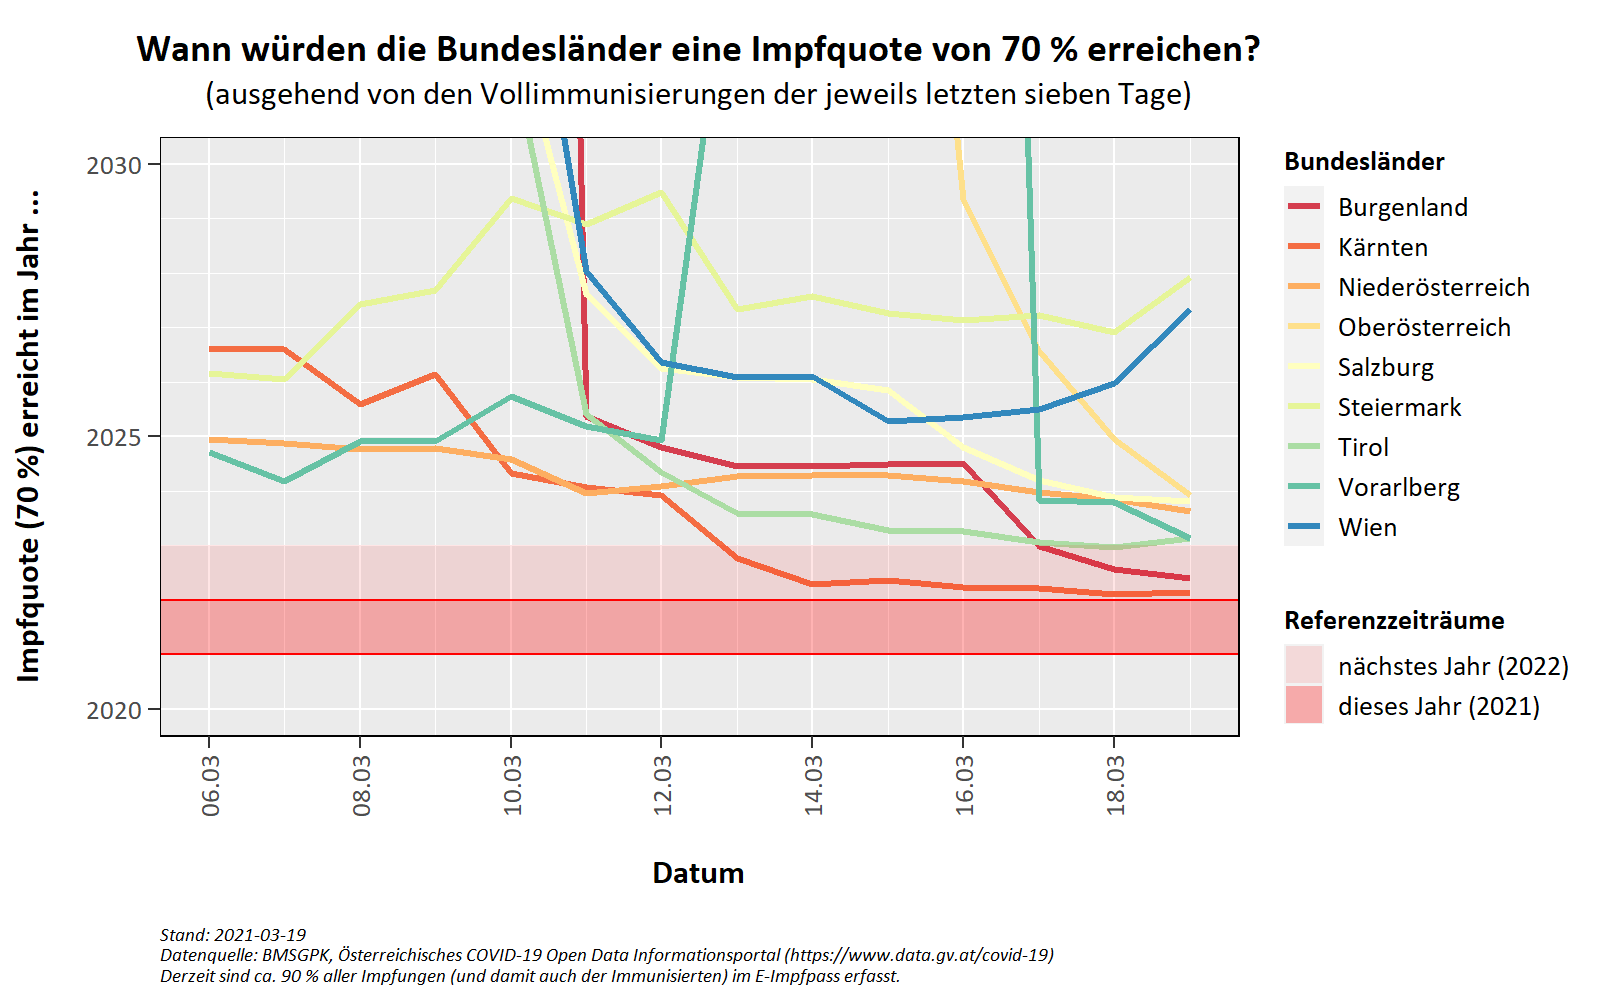 Wann würden die Bundesländer eine Impfquote von 70 % erreichen?
(ausgehend von den Vollimmunisierungen der jeweils letzten sieben Tage)
Impfquote (70 %) erreicht im Jahr ...
2030
2025
2020
06.03
08.03
10.03
12.03
14.03
16.03
18.03
Datum
Bundesländer
Burgenland
Kärnten
Niederösterreich
Oberösterreich
Salzburg
Steiermark
Tirol
Vorarlberg
Wien
Referenzzeiträume
nächstes Jahr (2022)
dieses Jahr (2021)
Stand: 2021-03-19
Datenquelle: BMSGPK, Österreichisches COVID-19 Open Data Informationsportal (https://www.data.gv.at/covid-19)
Derzeit sind ca. 90 % aller Impfungen (und damit auch der Immunisierten) im E-Impfpass erfasst.